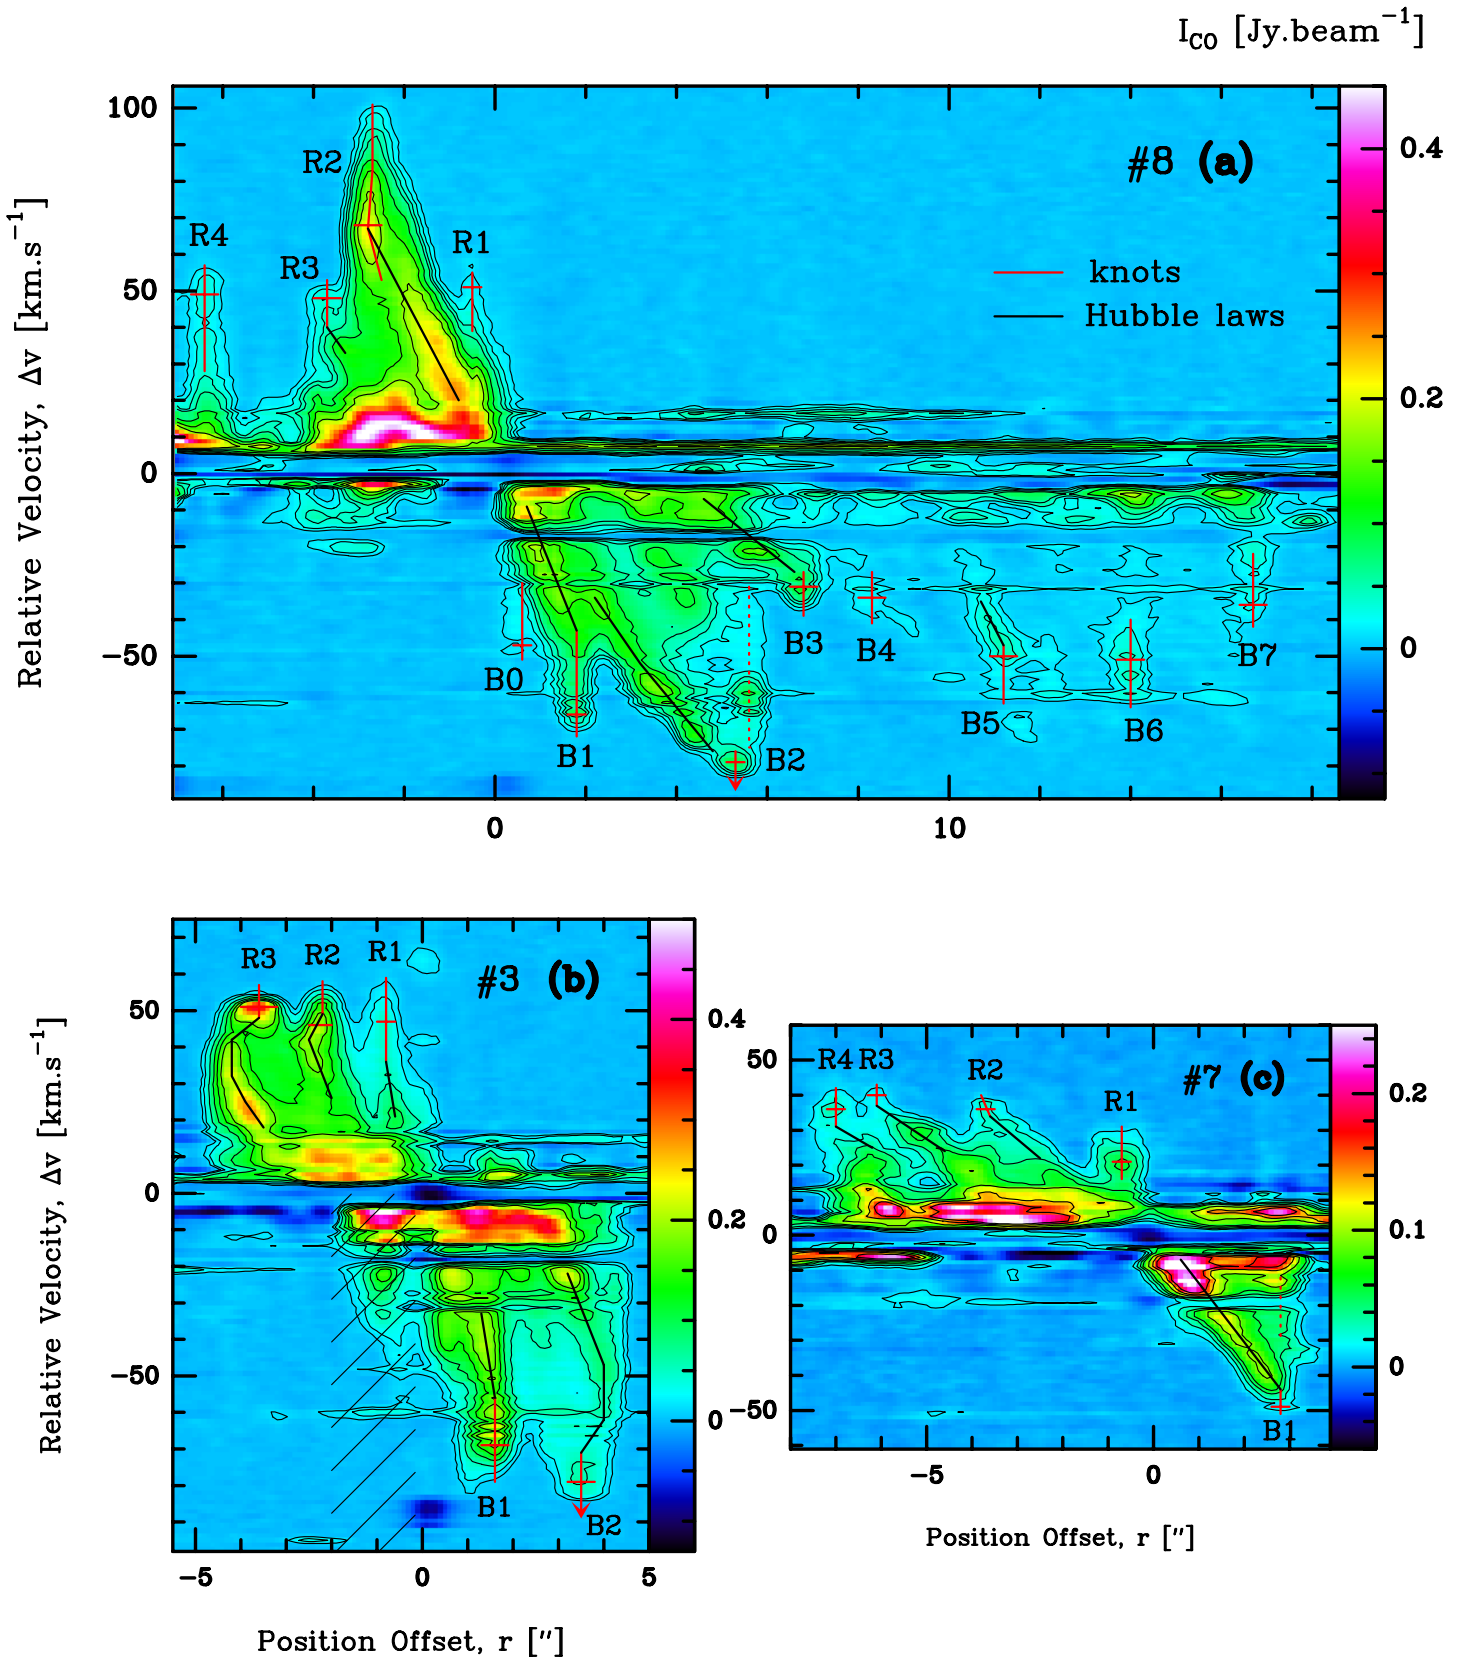 I_CO [Jy.beam⁻¹]
100
50
0
−50
Relative Velocity, Δv [km.s⁻¹]
R4
R3
R2
R1
#8 (a)
knots
Hubble laws
B0
B1
B2
B3
B4
B5
B6
B7
0.4
0.2
0
0
10
R3
R2
R1
#3 (b)
50
0
−50
Relative Velocity, Δv [km.s⁻¹]
B1
B2
0.4
0.2
0
−5
0
5
Position Offset, r ["]
R4
R3
R2
R1
#7 (c)
50
0
−50
B1
0.2
0.1
0
−5
0
Position Offset, r ["]